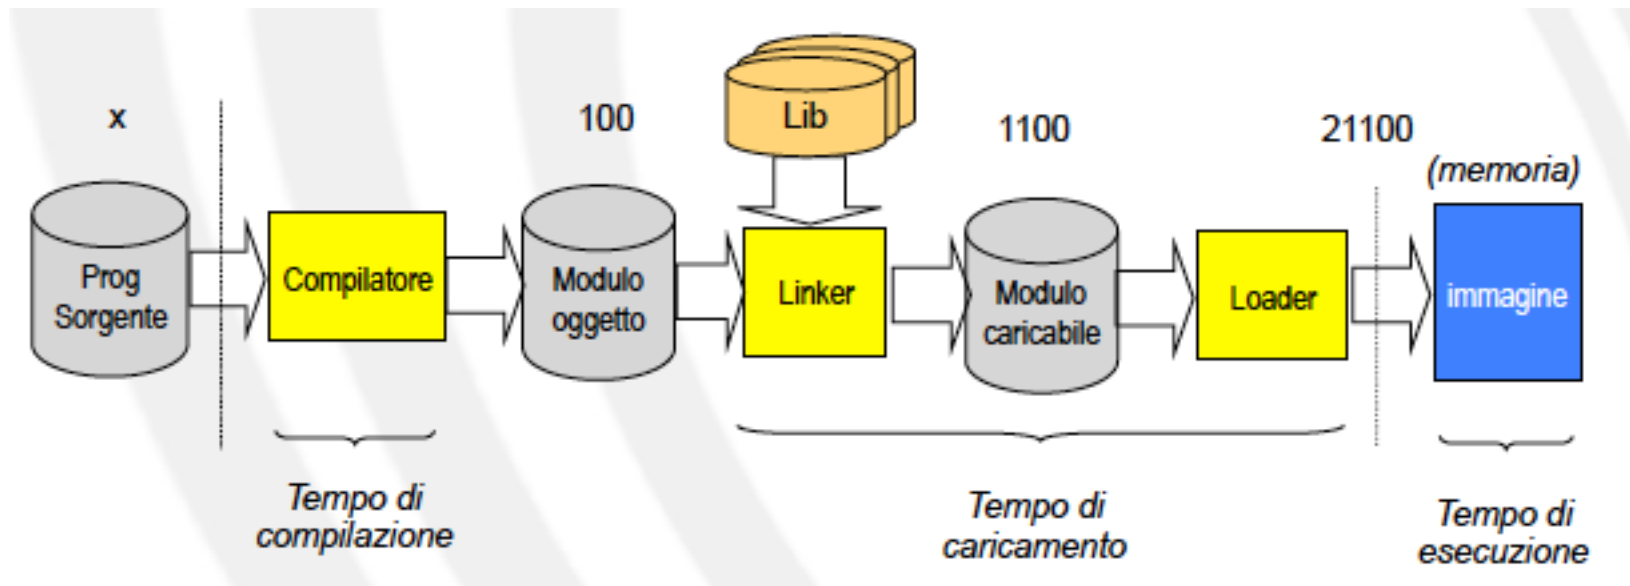 x
100
Lib
1100
21100
(memoria)
Prog
Sorgente
Compilatore
Modulo
oggetto
Linker
Modulo
caricabile
Loader
immagine
Tempo di
compilazione
Tempo di
caricamento
Tempo di
esecuzione